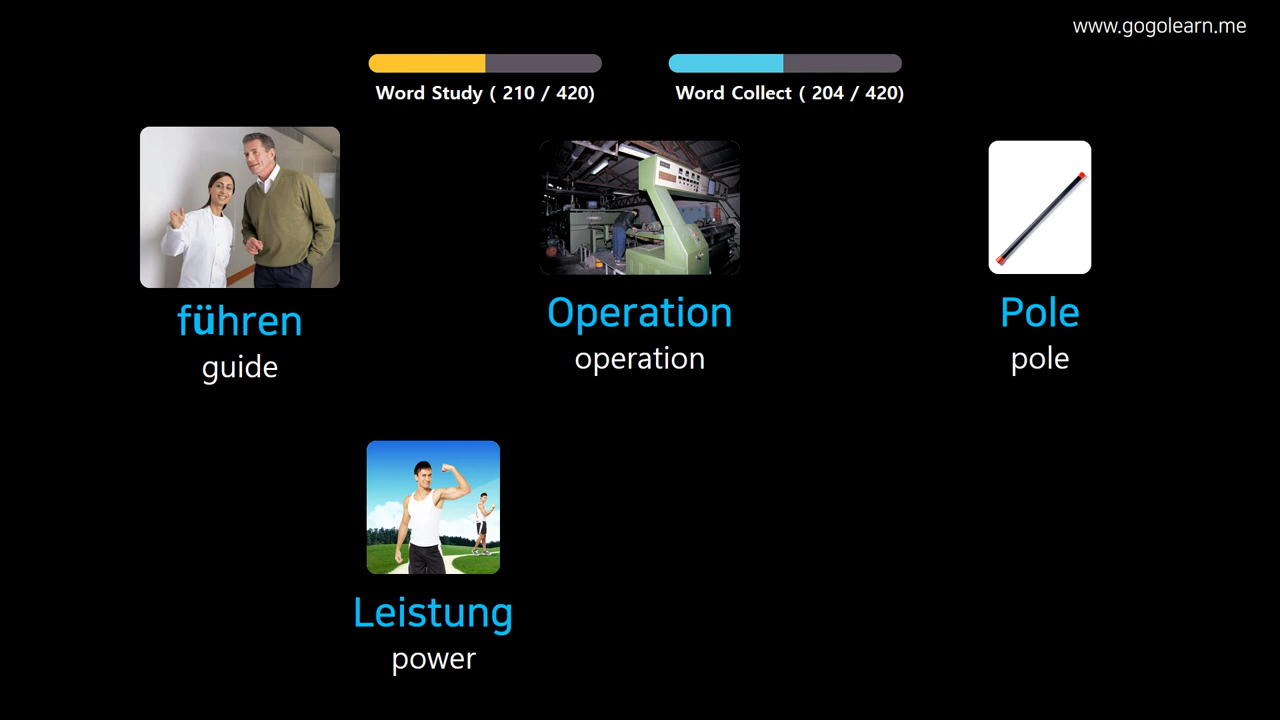 www.gogolearn.me
Word Study ( 210 / 420)
Word Collect ( 204 / 420)
führen
guide
Operation
operation
Pole
pole
Leistung
power